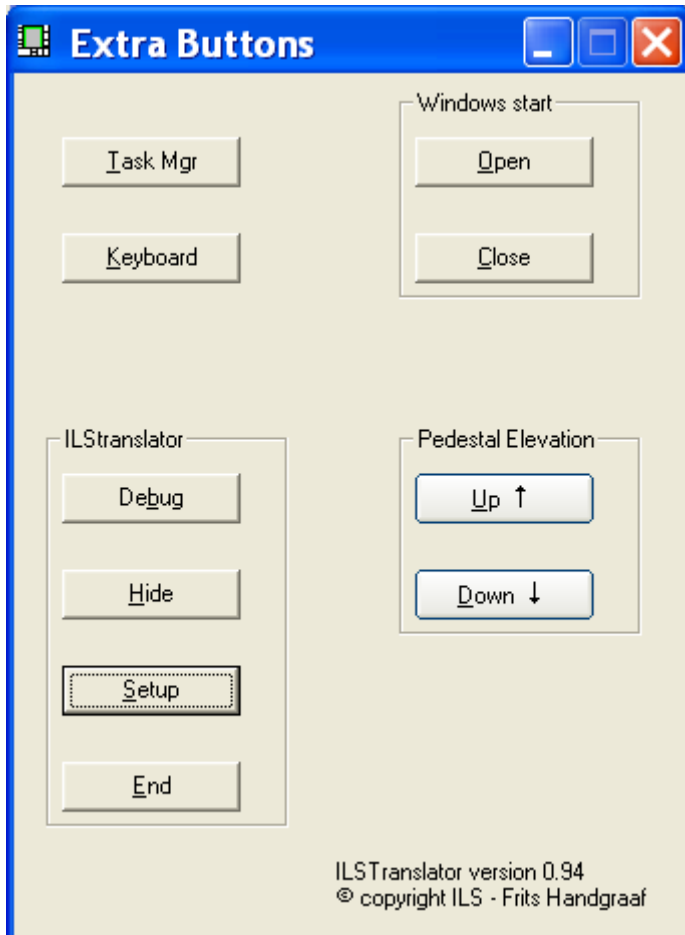 Extra Buttons
Windows start
Task Mgr
Open
Keyboard
Close
ILStranslator
Pedestal Elevation
Debug
Up ↑
Hide
Down ↓
Setup
End
ILSTranslator version 0.94
© copyright ILS - Frits Handgraaf